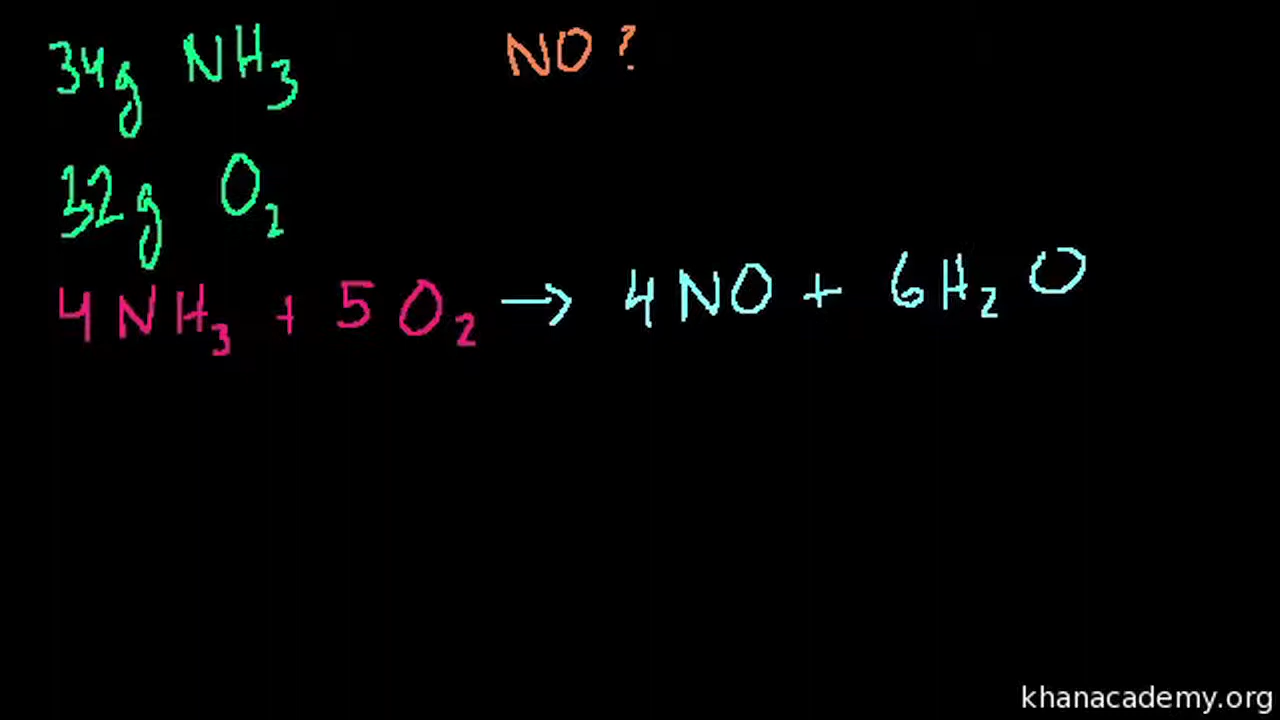 34g NH₃ NO?
32g O₂
4NH₃ + 5O₂ → 4NO + 6H₂O
khanacademy.org